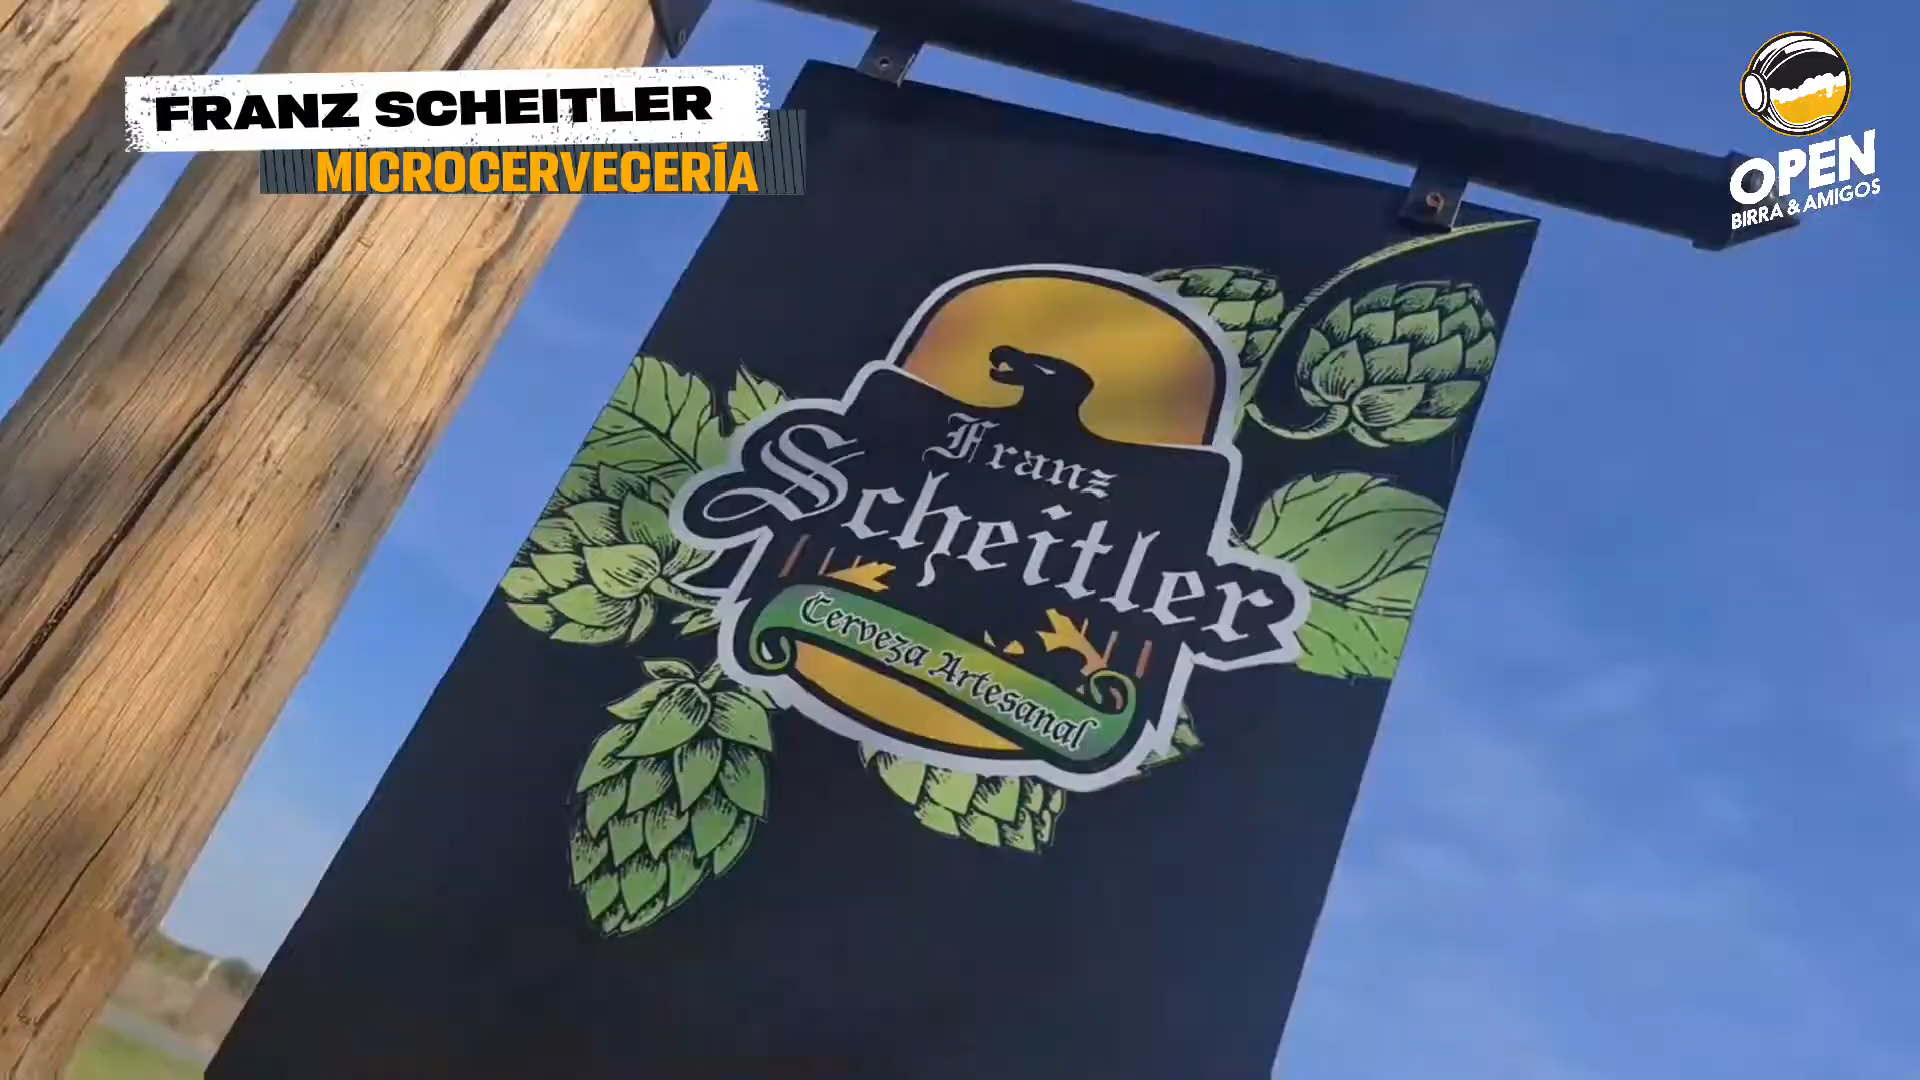 FRANZ SCHEITLER
MICROCERVECERÍA
OPEN
BIRRA & AMIGOS
Franz
Scheitler
Cerveza Artesanal